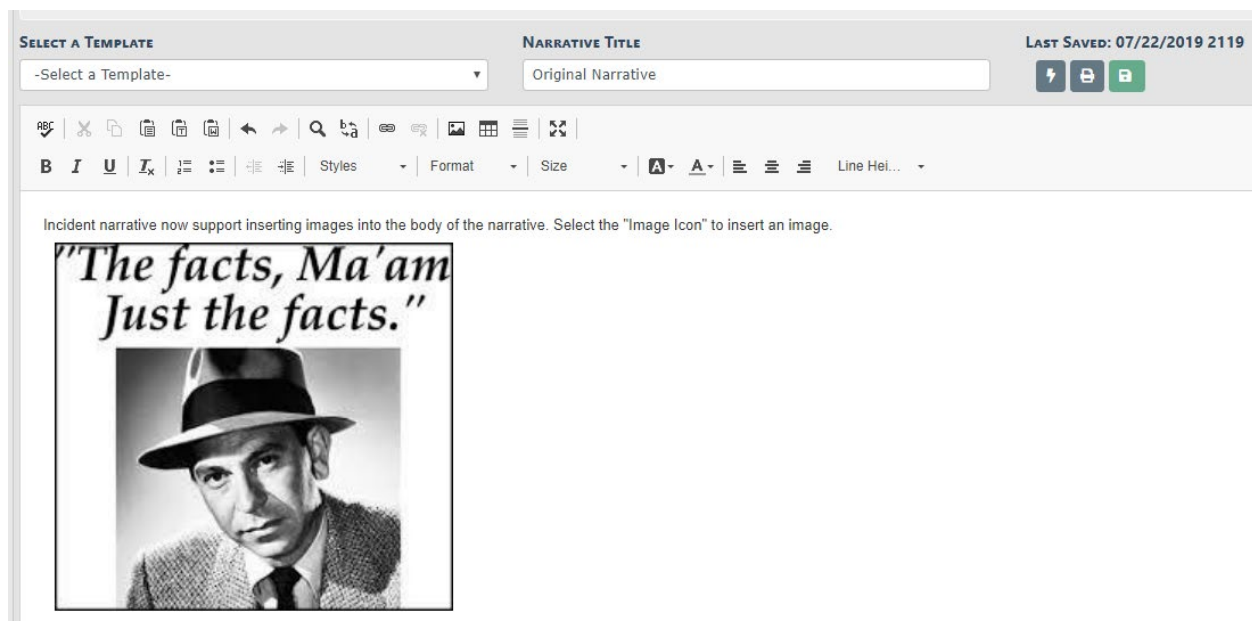 SELECT A TEMPLATE
NARRATIVE TITLE
LAST SAVED: 07/22/2019 2119
-Select a Template-
Original Narrative
ABC
B I U Ix Styles Format Size A A Line Hei...
Incident narrative now support inserting images into the body of the narrative. Select the "Image Icon" to insert an image.
"The facts, Ma'am
Just the facts."